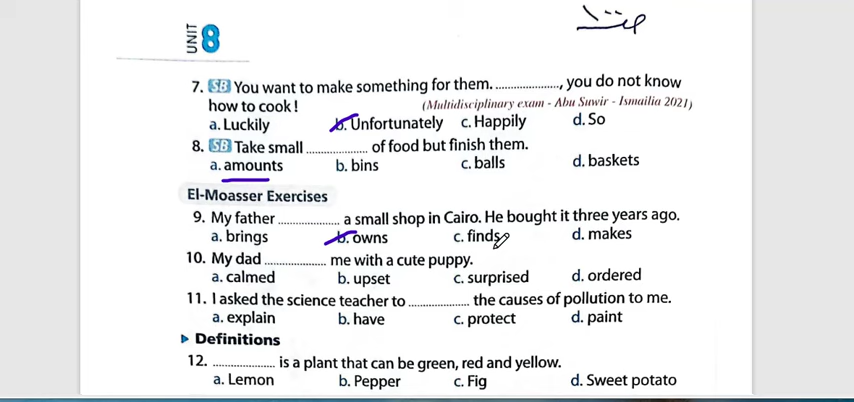 UNIT 8
7. SB You want to make something for them. ...................., you do not know
how to cook!
(Multidisciplinary exam - Abu Suwir - Ismailia 2021)
a. Luckily b. Unfortunately c. Happily d. So
8. SB Take small .................... of food but finish them.
a. amounts b. bins c. balls d. baskets
El-Moasser Exercises
9. My father .................... a small shop in Cairo. He bought it three years ago.
a. brings b. owns c. finds d. makes
10. My dad .................... me with a cute puppy.
a. calmed b. upset c. surprised d. ordered
11. I asked the science teacher to .................... the causes of pollution to me.
a. explain b. have c. protect d. paint
Definitions
12. .................... is a plant that can be green, red and yellow.
a. Lemon b. Pepper c. Fig d. Sweet potato